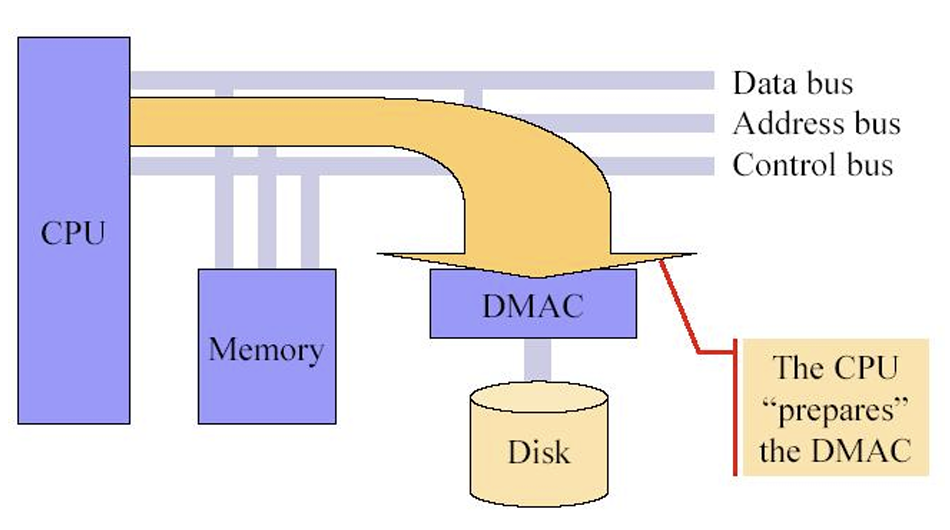 Data bus
Address bus
Control bus
CPU
Memory
DMAC
Disk
The CPU
“prepares”
the DMAC